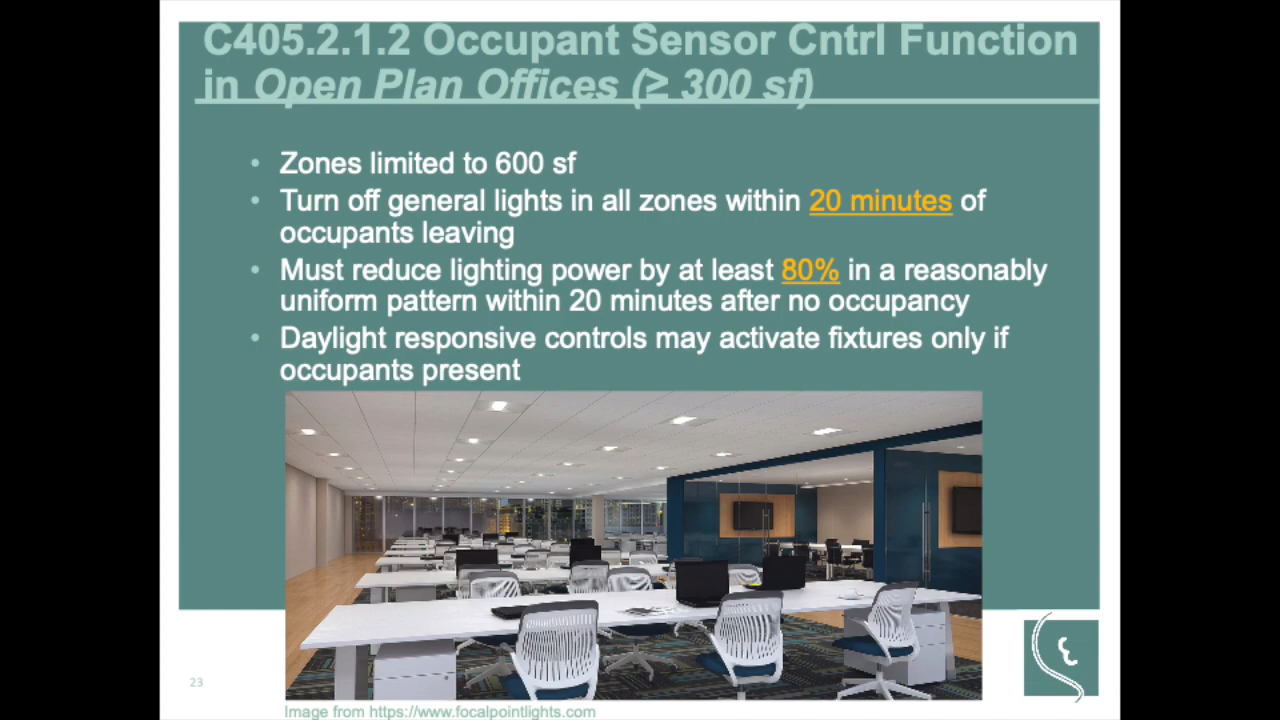 C405.2.1.2 Occupant Sensor Cntrl Function
in Open Plan Offices (≥ 300 sf)
• Zones limited to 600 sf
• Turn off general lights in all zones within 20 minutes of
occupants leaving
• Must reduce lighting power by at least 80% in a reasonably
uniform pattern within 20 minutes after no occupancy
• Daylight responsive controls may activate fixtures only if
occupants present
23
Image from https://www.focalpointlights.com